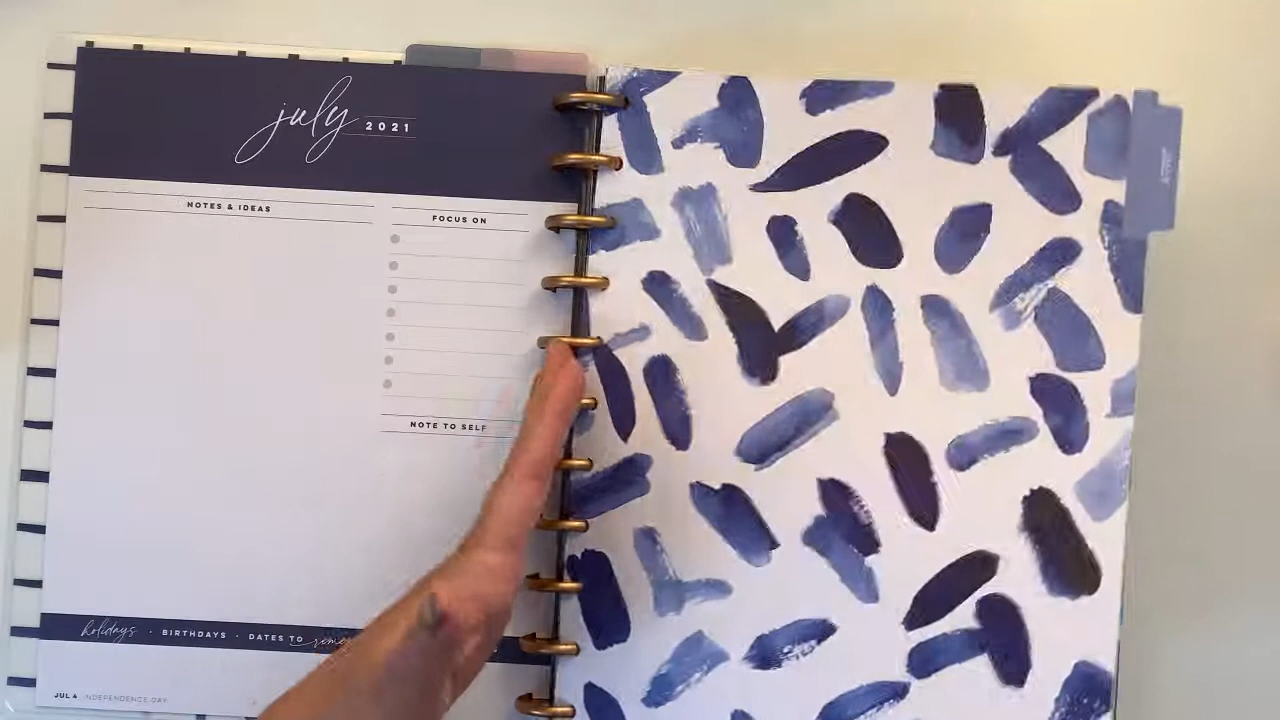 july 2021
NOTES & IDEAS
FOCUS ON
NOTE TO SELF
holidays · BIRTHDAYS · DATES TO
JUL 4 INDEPENDENCE DAY